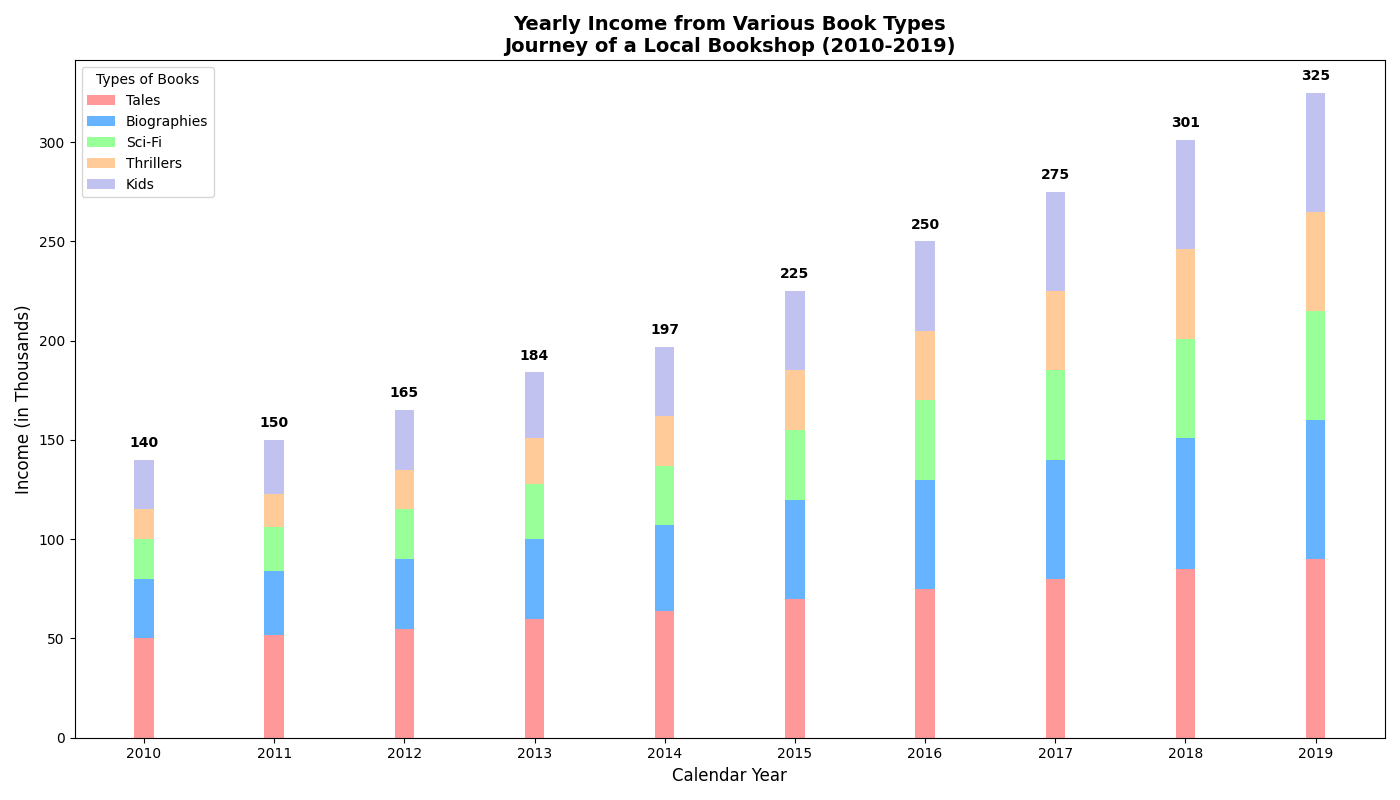 Yearly Income from Various Book Types
Journey of a Local Bookshop (2010-2019)
Types of Books
Tales
Biographies
Sci-Fi
Thrillers
Kids
Income (in Thousands)
300
250
200
150
100
50
0
140
150
165
184
197
225
250
275
301
325
2010 2011 2012 2013 2014 2015 2016 2017 2018 2019
Calendar Year